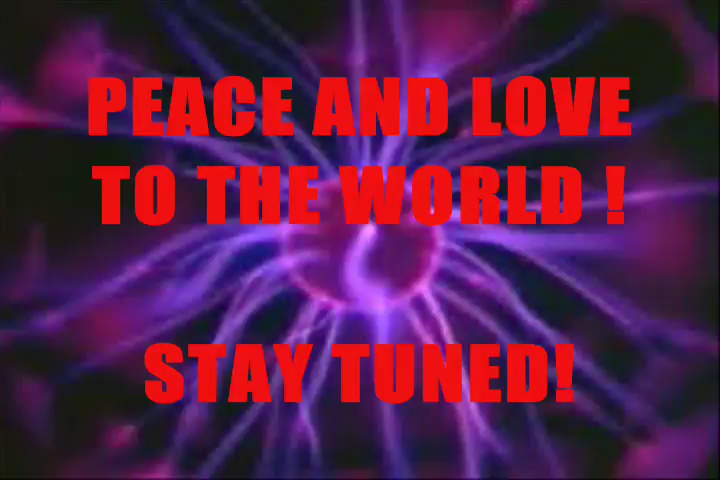 PEACE AND LOVE
TO THE WORLD !
STAY TUNED!